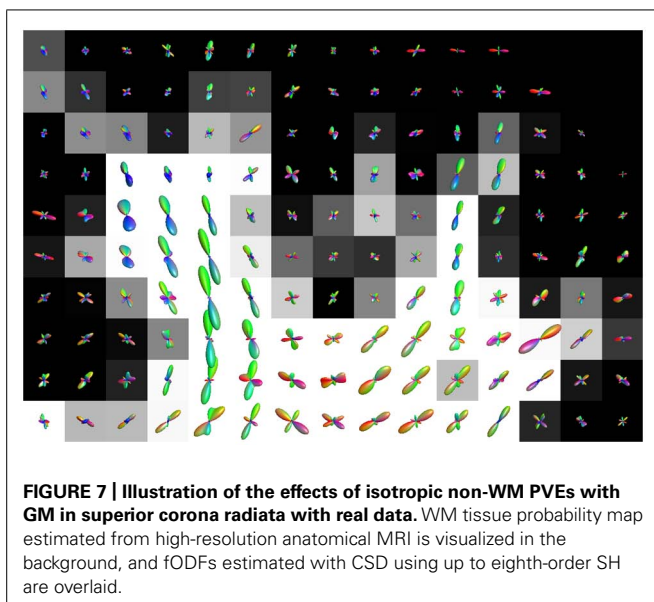 FIGURE 7 | Illustration of the effects of isotropic non-WM PVEs with
GM in superior corona radiata with real data. WM tissue probability map
estimated from high-resolution anatomical MRI is visualized in the
background, and fODFs estimated with CSD using up to eighth-order SH
are overlaid.